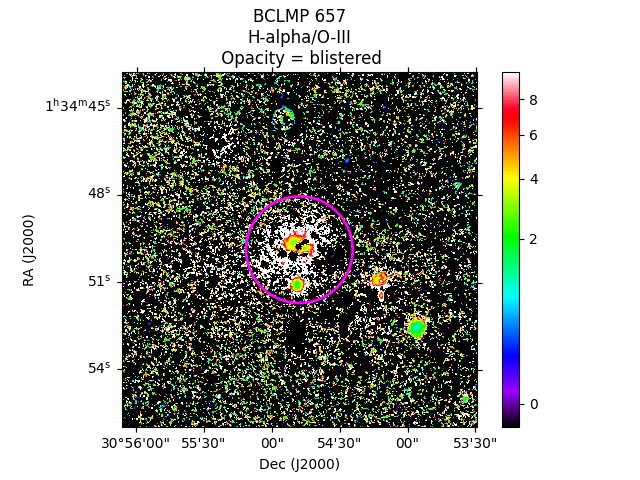 BCLMP 657
H-alpha/O-III
Opacity = blistered
1h34m45s
48s
51s
54s
30°56'00" 55'30" 00" 54'30" 00" 53'30"
RA (J2000)
Dec (J2000)
8
6
4
2
0